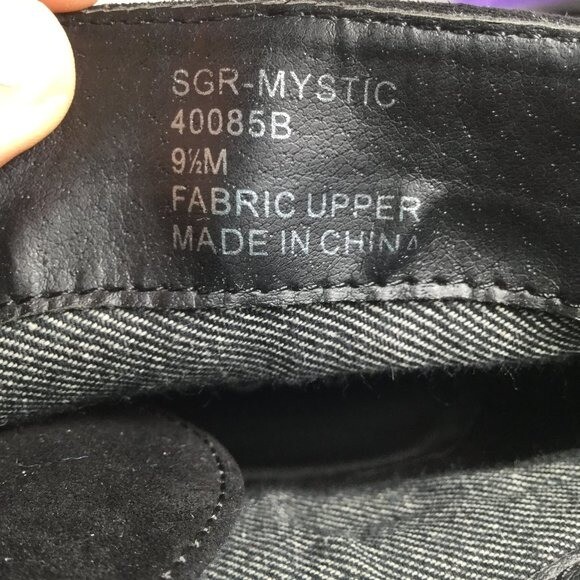 SGR-MYSTIC
40085B
9½M
FABRIC UPPER
MADE IN CHINA